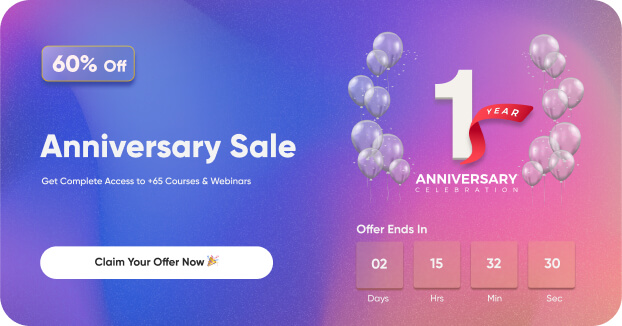 60% Off
Anniversary Sale
Get Complete Access to +65 Courses & Webinars
Claim Your Offer Now 🎉
1
YEAR
ANNIVERSARY
CELEBRATION
Offer Ends In
02 15 32 30
Days Hrs Min Sec